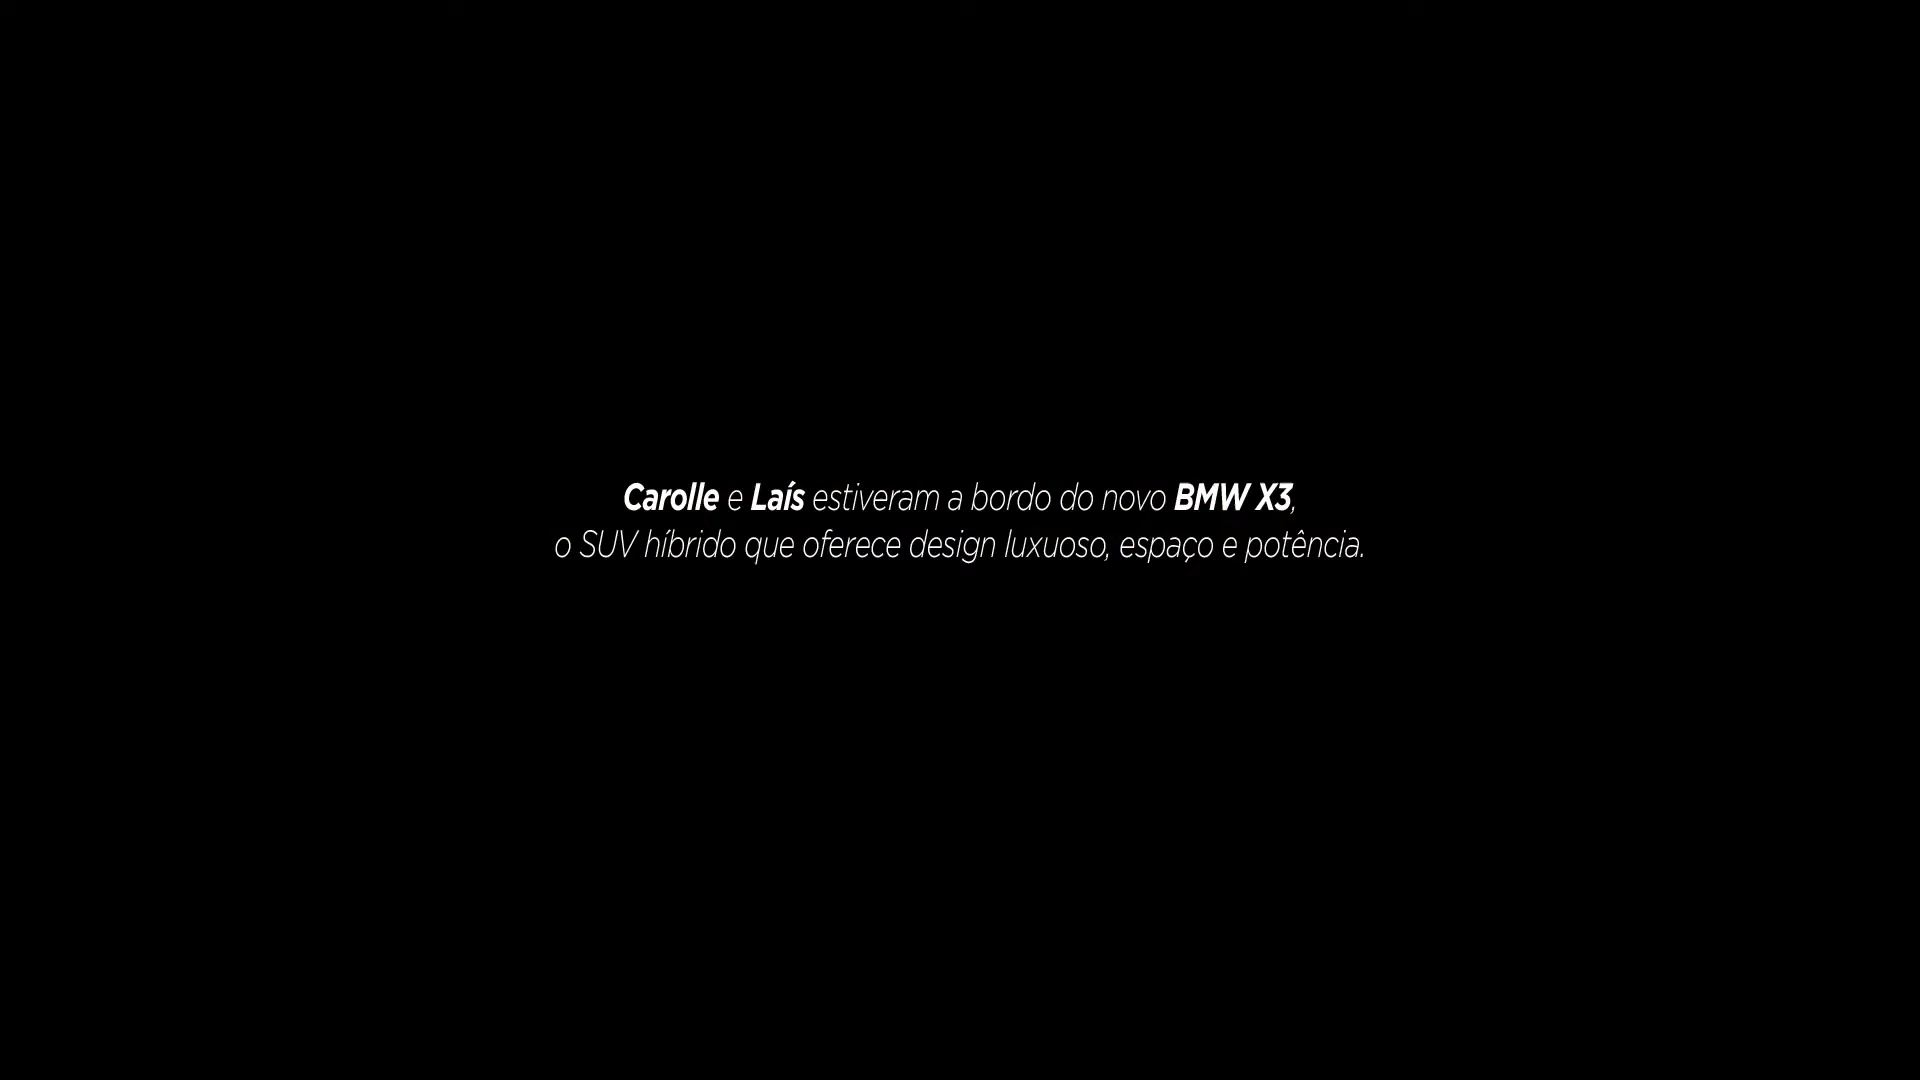 Carolle e Laís estiveram a bordo do novo BMW X3,
o SUV híbrido que oferece design luxuoso, espaço e potência.